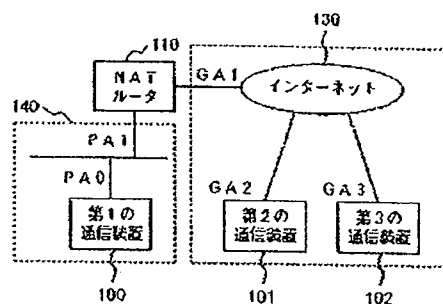 130
110
NAT
ルータ
GA1
インターネット
140
PA1
PA0
GA2
GA3
第1の
通信装置
第2の
通信装置
第3の
通信装置
100
101
102